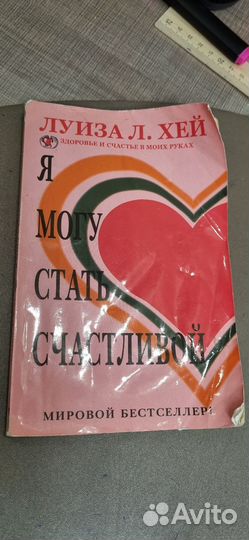 ЛУИЗА Л. ХЕЙ
ЗДОРОВЬЕ И СЧАСТЬЕ В МОИХ РУКАХ
Я
МОГУ
СТАТЬ
СЧАСТЛИВОЙ
МИРОВОЙ БЕСТСЕЛЛЕР!
Avito